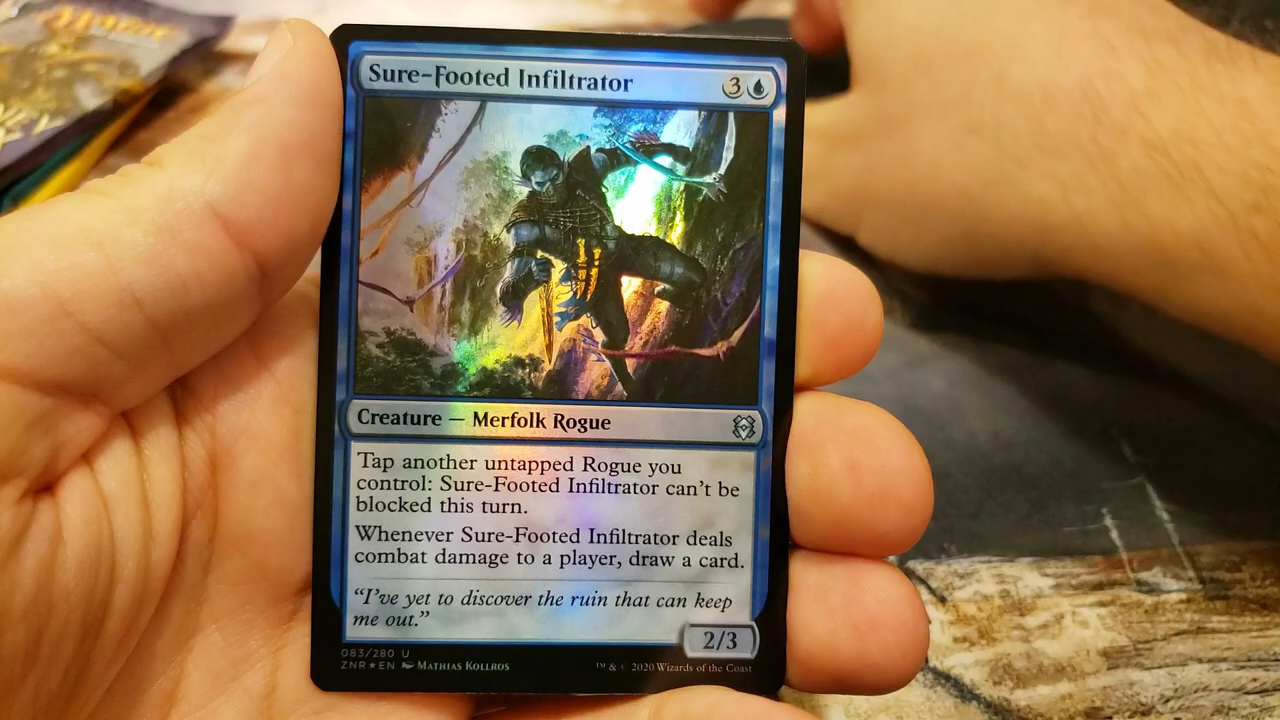 Sure-Footed Infiltrator 3
Creature — Merfolk Rogue
Tap another untapped Rogue you
control: Sure-Footed Infiltrator can't be
blocked this turn.
Whenever Sure-Footed Infiltrator deals
combat damage to a player, draw a card.
“I've yet to discover the ruin that can keep
me out.”
2/3
083/280 U
ZNR★EN Mathias Kollros
™ & © 2020 Wizards of the Coast